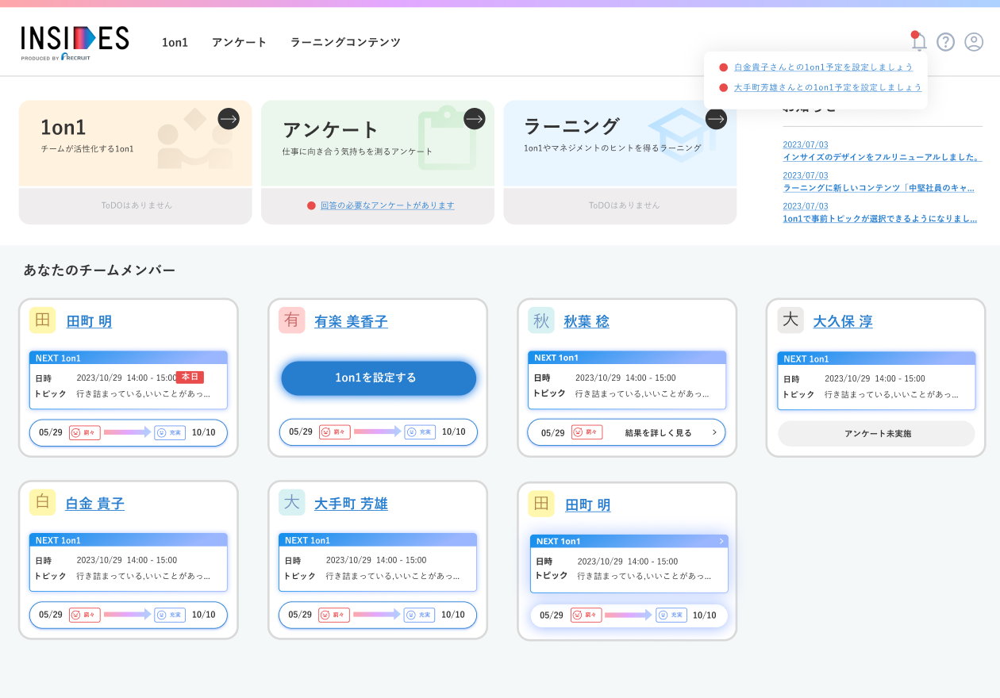 INSIDES
PRODUCED BY RECRUIT
1on1
アンケート
ラーニングコンテンツ
白金貴子さんとの1on1予定を設定しましょう
大手町芳雄さんとの1on1予定を設定しましょう
1on1
チームが活性化する1on1
ToDOはありません
アンケート
仕事に向き合う気持ちを測るアンケート
回答の必要なアンケートがあります
ラーニング
1on1やマネジメントのヒントを得るラーニング
ToDOはありません
お知らせ
2023/07/03
インサイズのデザインをフルリニューアルしました。
2023/07/03
ラーニングに新しいコンテンツ「中堅社員のキャ...
2023/07/03
1on1で事前トピックが選択できるようになりまし...
あなたのチームメンバー
田 田町 明
NEXT 1on1
日時 2023/10/29 14:00 - 15:00 本日
トピック 行き詰まっている,いいことがあっ...
05/29 窮々 充実 10/10
有 有楽 美香子
1on1を設定する
05/29 窮々 充実 10/10
秋 秋葉 稔
NEXT 1on1
日時 2023/10/29 14:00 - 15:00
トピック 行き詰まっている,いいことがあっ...
05/29 窮々 結果を詳しく見る
大 大久保 淳
NEXT 1on1
日時 2023/10/29 14:00 - 15:00
トピック 行き詰まっている,いいことがあっ...
アンケート未実施
白 白金 貴子
NEXT 1on1
日時 2023/10/29 14:00 - 15:00
トピック 行き詰まっている,いいことがあっ...
05/29 窮々 充実 10/10
大 大手町 芳雄
NEXT 1on1
日時 2023/10/29 14:00 - 15:00
トピック 行き詰まっている,いいことがあっ...
05/29 窮々 充実 10/10
田 田町 明
NEXT 1on1
日時 2023/10/29 14:00 - 15:00
トピック 行き詰まっている,いいことがあっ...
05/29 窮々 充実 10/10